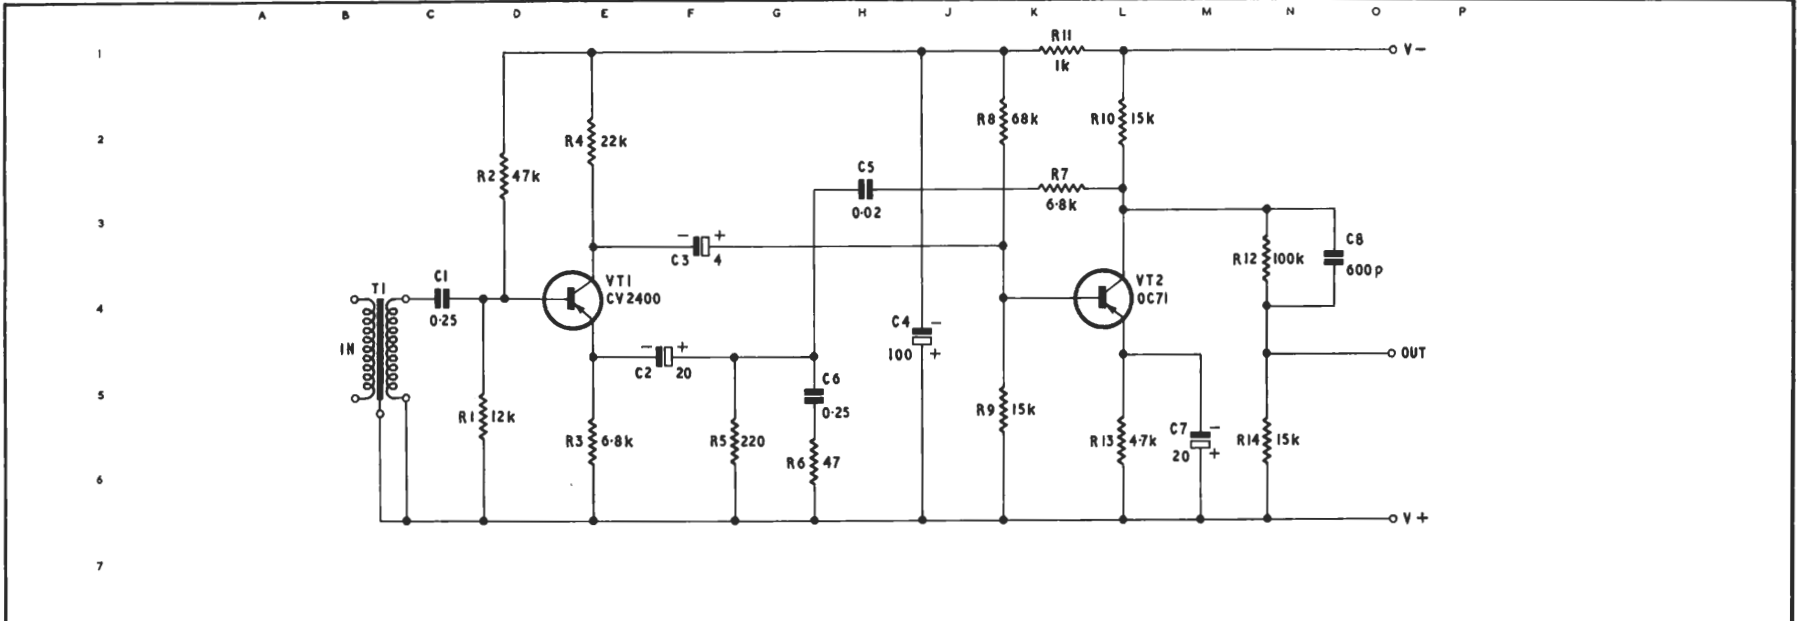 A B C D E F G H J K L M N O P
1
2
3
4
5
6
7
R11
1k
V-
R8 68k
R10 15k
R4 22k
R2 47k
C5
0·02
R7
6·8k
- +
C3 4
R12 100k
C8
600p
T1
IN
C1
0·25
VT1
CV2400
VT2
OC71
C4 -
100 +
OUT
- +
C2 20
C6
0·25
R1 12k
R3 6·8k
R5 220
R6 47
R9 15k
R13 4·7k
C7 -
20 +
R14 15k
V+